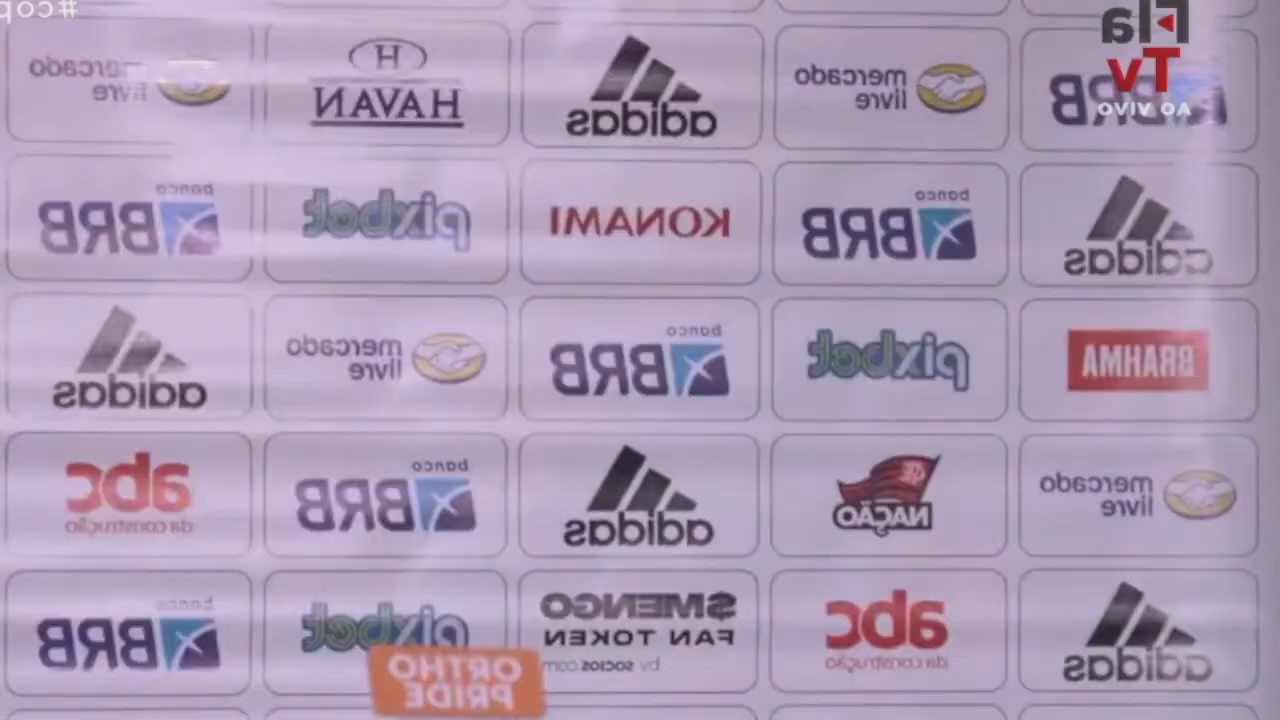 #cop
Fla
Tv
AO VIVO
mercado
livre
H
HAVAN
adidas
mercado
livre
BRB
banco
BRB
pixbet
KONAMI
banco
BRB
adidas
adidas
mercado
livre
banco
BRB
pixbet
BRAHMA
abc
da construção
banco
BRB
adidas
NAÇÃO
mercado
livre
banco
BRB
pixbet
$MENGO
FAN TOKEN
by socios.com
abc
da construção
adidas
ORTHO
PRIDE